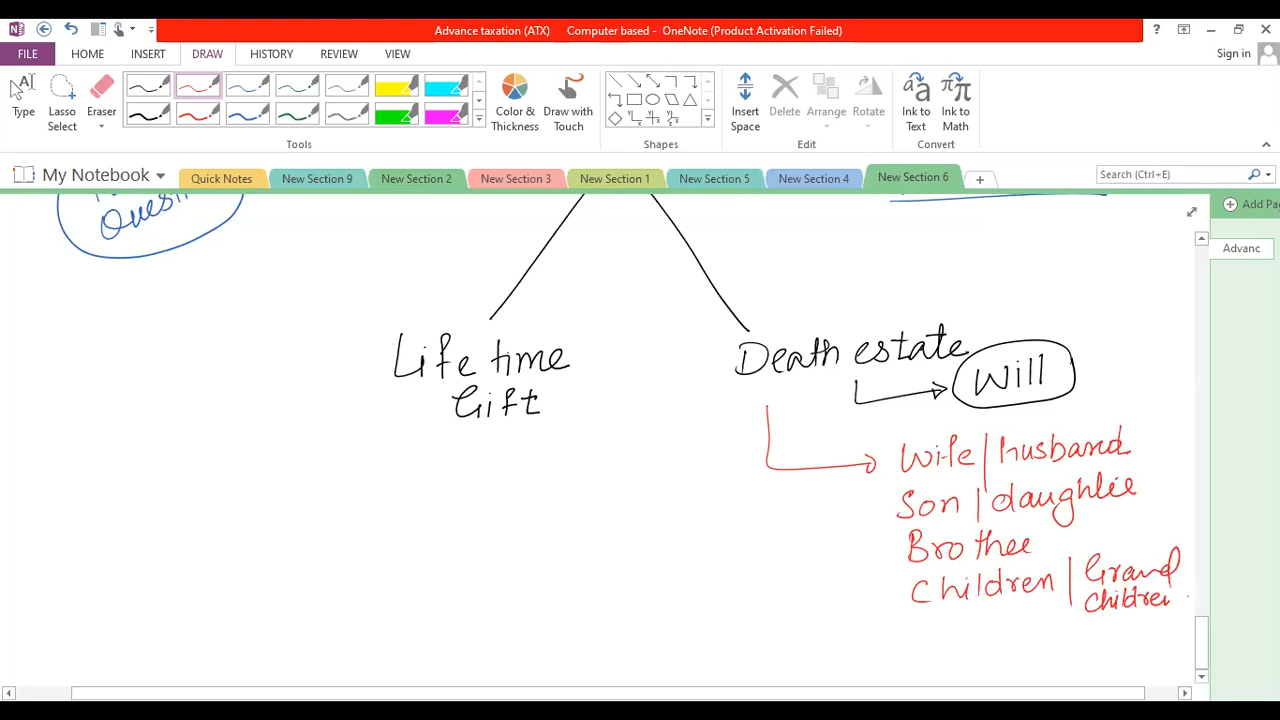 Advance taxation (ATX) Computer based - OneNote (Product Activation Failed)
FILE HOME INSERT DRAW HISTORY REVIEW VIEW Sign in
Type Lasso Select Eraser Color & Thickness Draw with Touch Insert Space Delete Arrange Rotate Ink to Text Ink to Math
Tools Shapes Edit Convert
My Notebook Quick Notes New Section 9 New Section 2 New Section 3 New Section 1 New Section 5 New Section 4 New Section 6 Search (Ctrl+E)
Add Pag
Advanc
Life time
Gift
Death estate
Will
Wife | husband
Son | daughter
Brother
Children | Grand
children